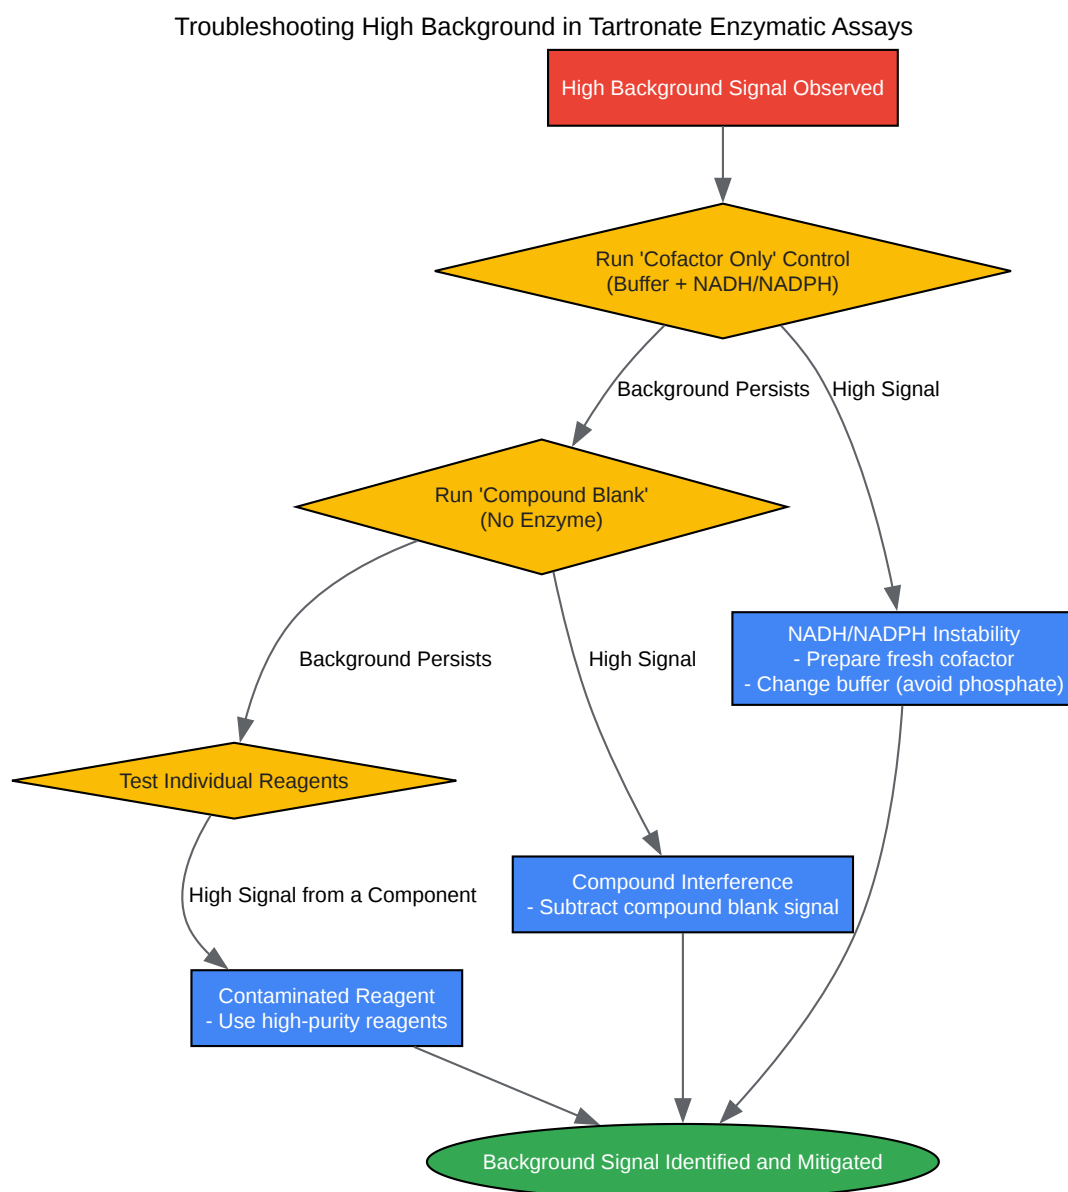 Troubleshooting High Background in Tartronate Enzymatic Assays
High Background Signal Observed
Run 'Cofactor Only' Control
(Buffer + NADH/NADPH)
Background Persists
High Signal
Run 'Compound Blank'
(No Enzyme)
NADH/NADPH Instability
- Prepare fresh cofactor
- Change buffer (avoid phosphate)
Background Persists
High Signal
Test Individual Reagents
Compound Interference
- Subtract compound blank signal
High Signal from a Component
Contaminated Reagent
- Use high-purity reagents
Background Signal Identified and Mitigated